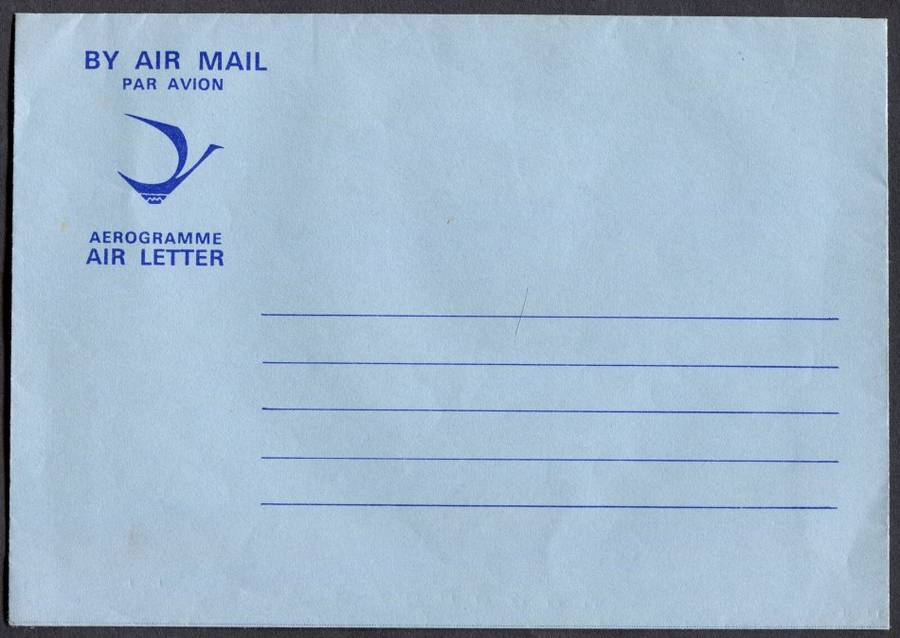 BY AIR MAIL
PAR AVION
AEROGRAMME
AIR LETTER